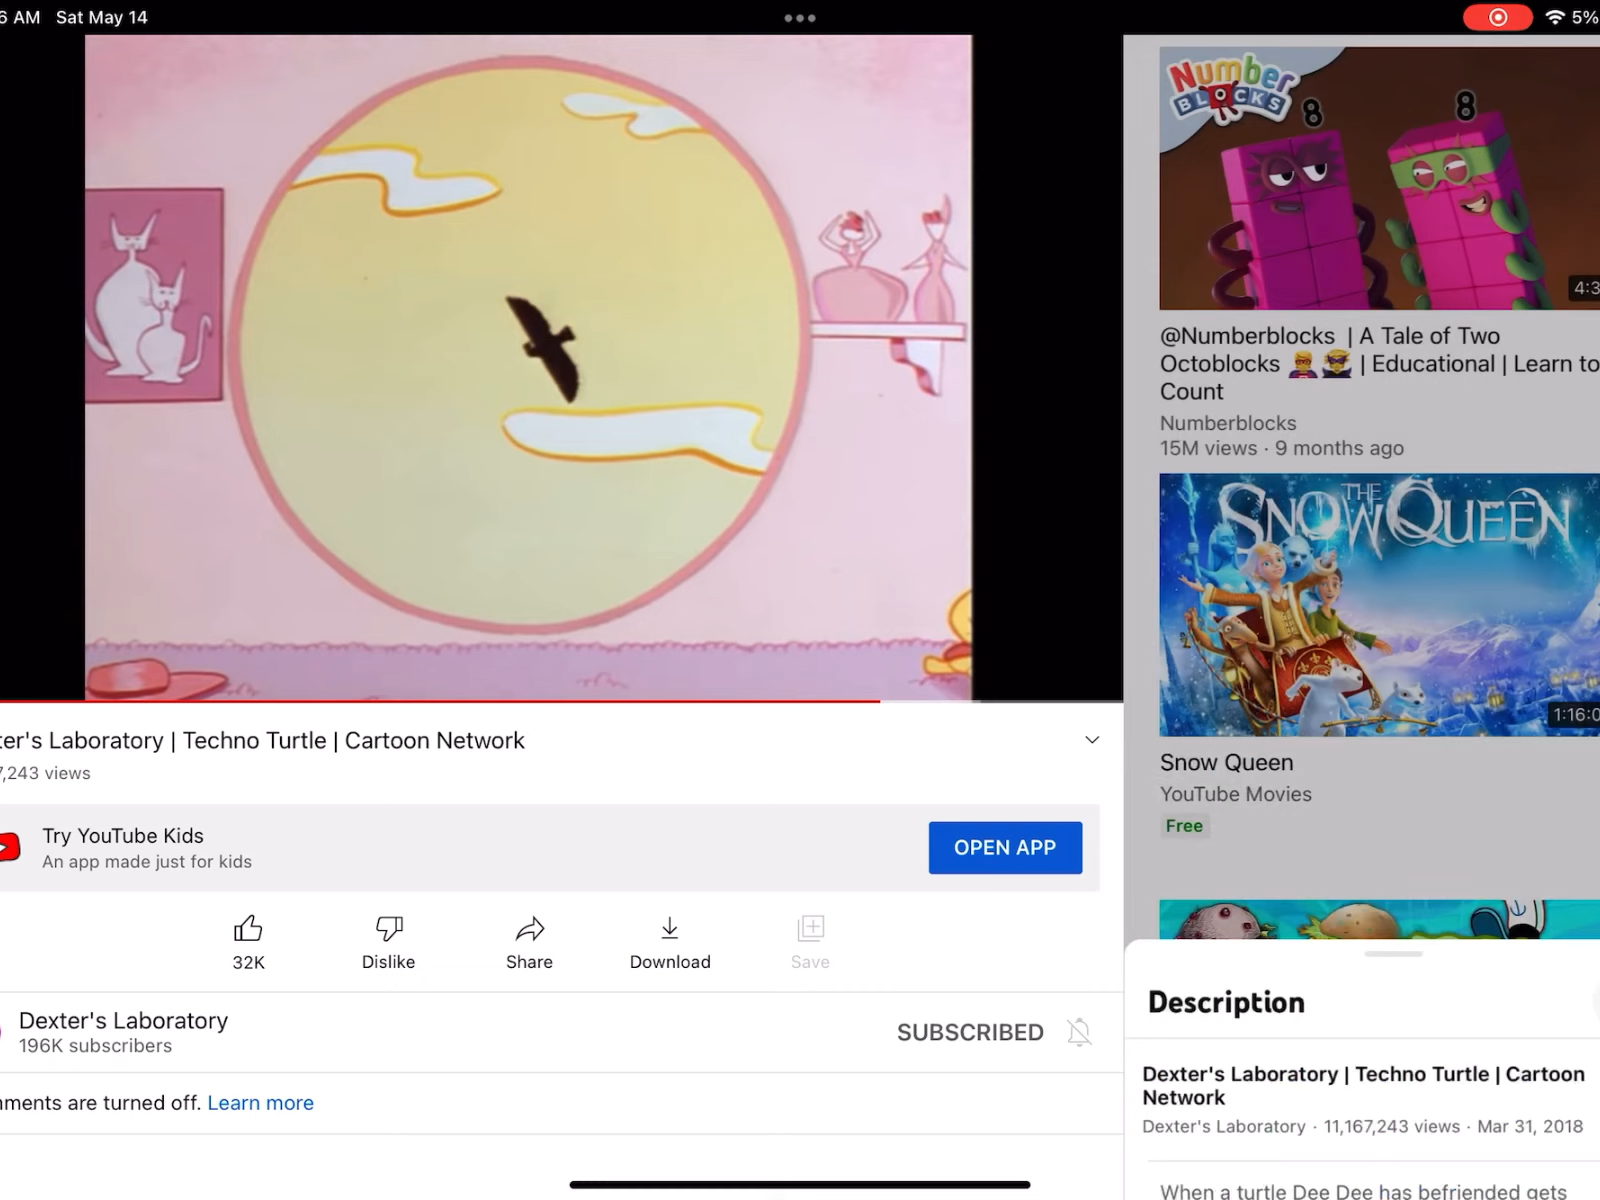 6 AM Sat May 14
5%
Number
BLOCKS
8
8
4:3
@Numberblocks | A Tale of Two
Octoblocks 🦸🦹 | Educational | Learn to
Count
Numberblocks
15M views · 9 months ago
THE
SNOW QUEEN
1:16:0
Snow Queen
YouTube Movies
Free
ter's Laboratory | Techno Turtle | Cartoon Network
7,243 views
Try YouTube Kids
An app made just for kids
OPEN APP
32K
Dislike
Share
Download
Save
Dexter's Laboratory
196K subscribers
SUBSCRIBED
mments are turned off. Learn more
Description
Dexter's Laboratory | Techno Turtle | Cartoon
Network
Dexter's Laboratory · 11,167,243 views · Mar 31, 2018
When a turtle Dee Dee has befriended gets